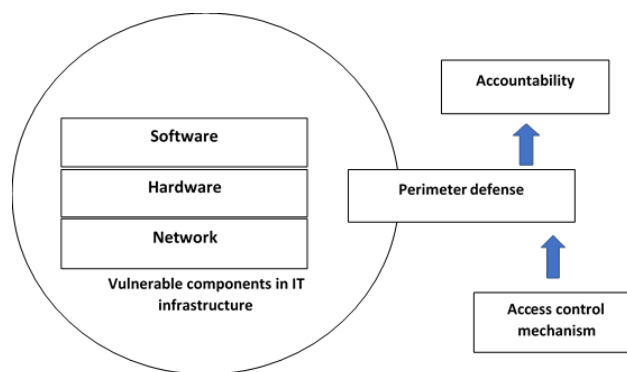 Accountability
Software
Hardware
Perimeter defense
Network
Vulnerable components in IT
infrastructure
Access control
mechanism